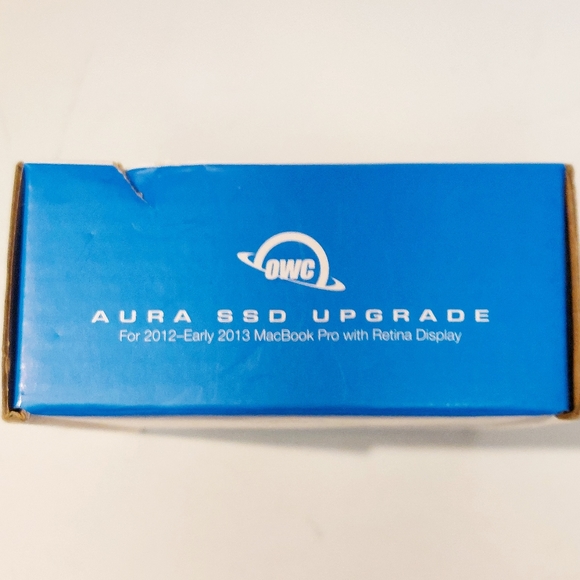 OWC
AURA SSD UPGRADE
For 2012–Early 2013 MacBook Pro with Retina Display